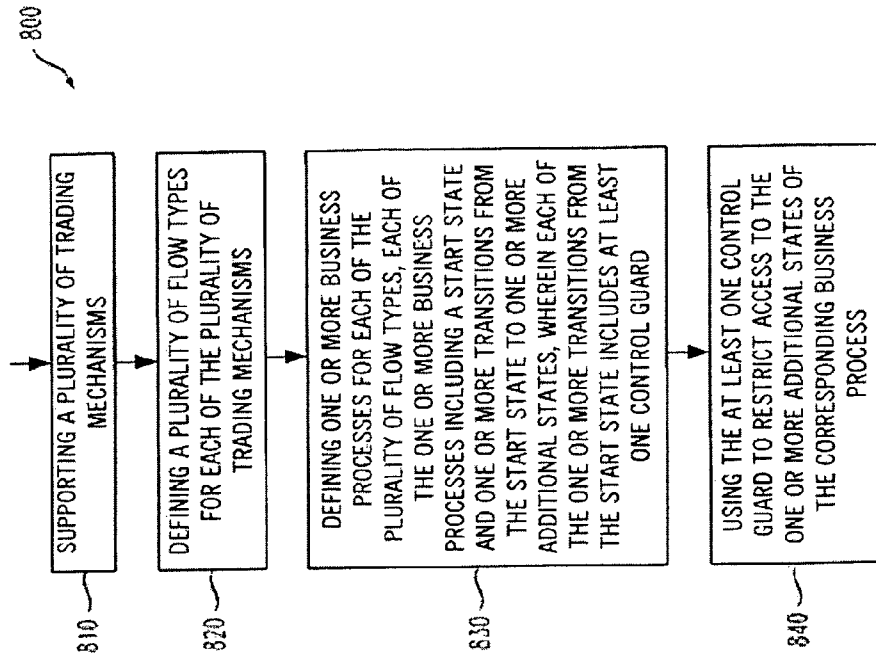 800
810
SUPPORTING A PLURALITY OF TRADING
MECHANISMS
820
DEFINING A PLURALITY OF FLOW TYPES
FOR EACH OF THE PLURALITY OF
TRADING MECHANISMS
830
DEFINING ONE OR MORE BUSINESS
PROCESSES FOR EACH OF THE
PLURALITY OF FLOW TYPES, EACH OF
THE ONE OR MORE BUSINESS
PROCESSES INCLUDING A START STATE
AND ONE OR MORE TRANSITIONS FROM
THE START STATE TO ONE OR MORE
ADDITIONAL STATES, WHEREIN EACH OF
THE ONE OR MORE TRANSITIONS FROM
THE START STATE INCLUDES AT LEAST
ONE CONTROL GUARD
840
USING THE AT LEAST ONE CONTROL
GUARD TO RESTRICT ACCESS TO THE
ONE OR MORE ADDITIONAL STATES OF
THE CORRESPONDING BUSINESS
PROCESS